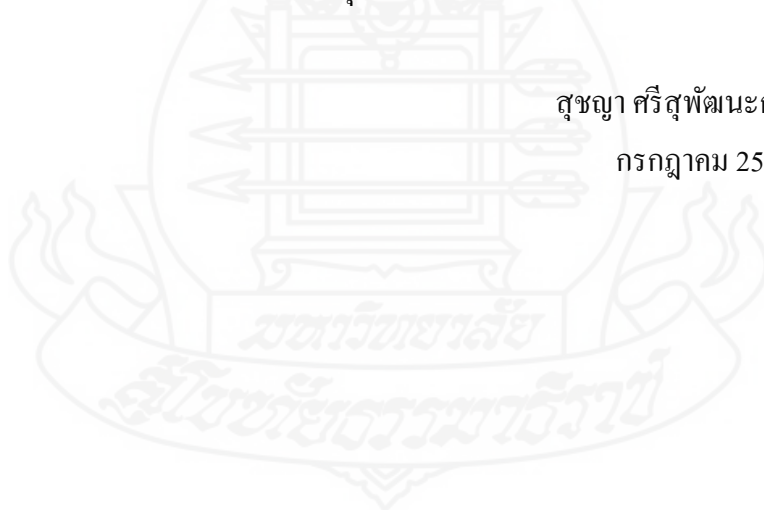 สุชญา ศรีสุพัฒนะ
กรกฎาคม 25
มหาวิทยาลัย
สุโขทัยธรรมาธิราช